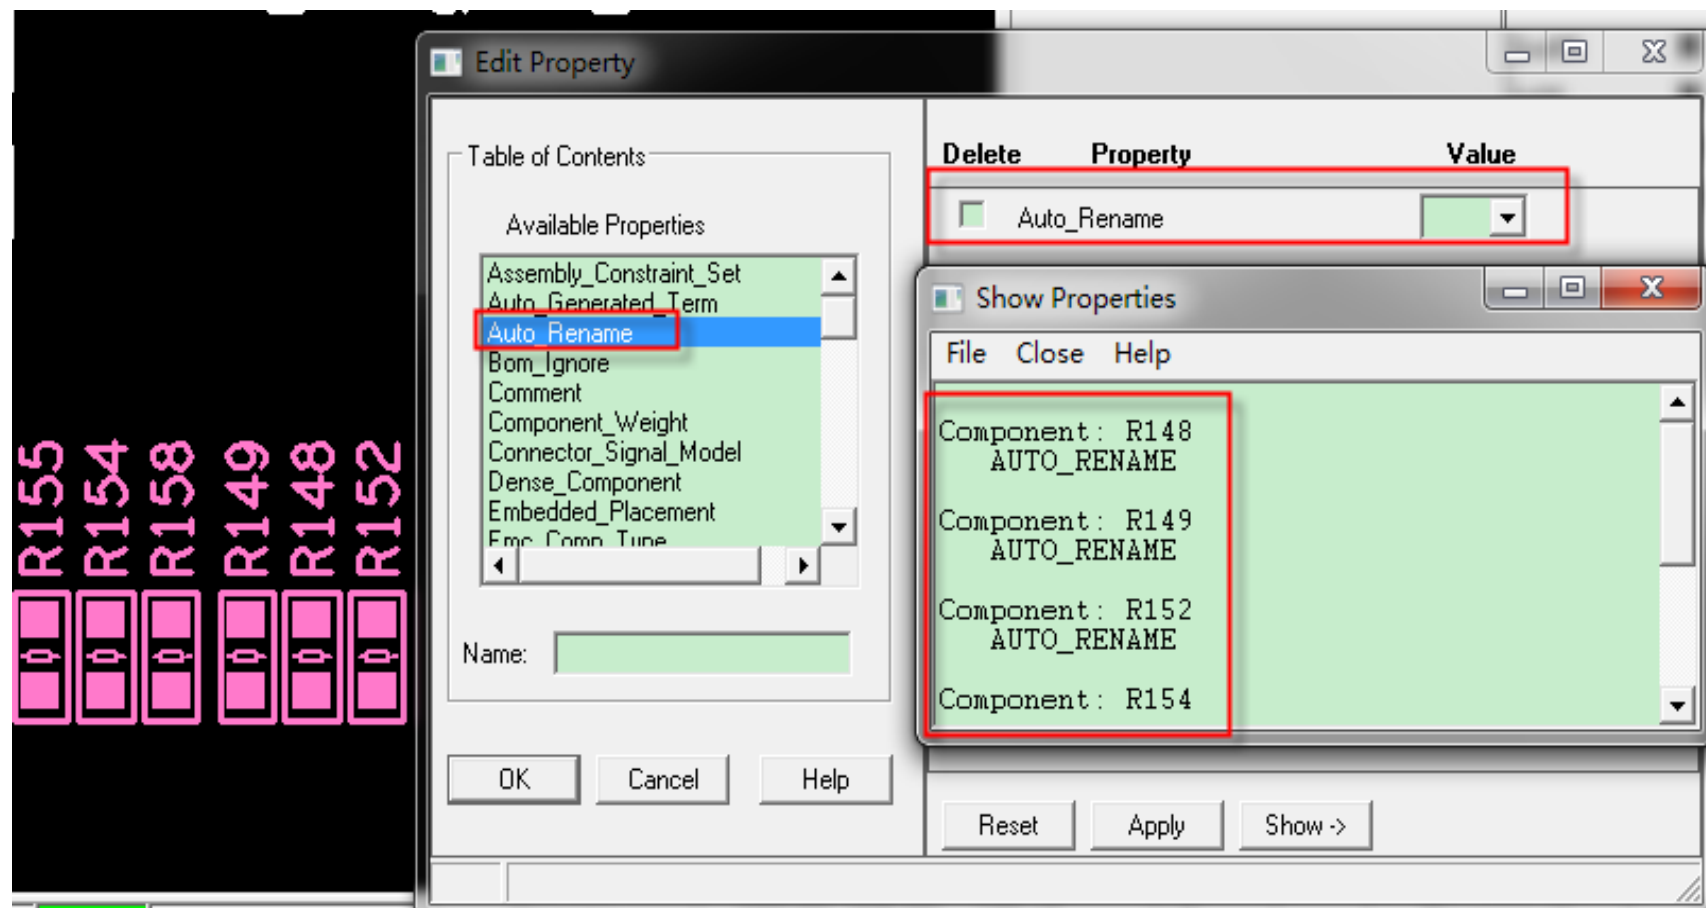 Edit Property
Table of Contents
Available Properties
Assembly_Constraint_Set
Auto_Generated_Term
Auto_Rename
Bom_Ignore
Comment
Component_Weight
Connector_Signal_Model
Dense_Component
Embedded_Placement
Emc_Comp_Type
Name:
OK Cancel Help
Delete Property Value
Auto_Rename
Show Properties
File Close Help
Component: R148
AUTO_RENAME
Component: R149
AUTO_RENAME
Component: R152
AUTO_RENAME
Component: R154
Reset Apply Show ->
R155
R154
R158
R149
R148
R152